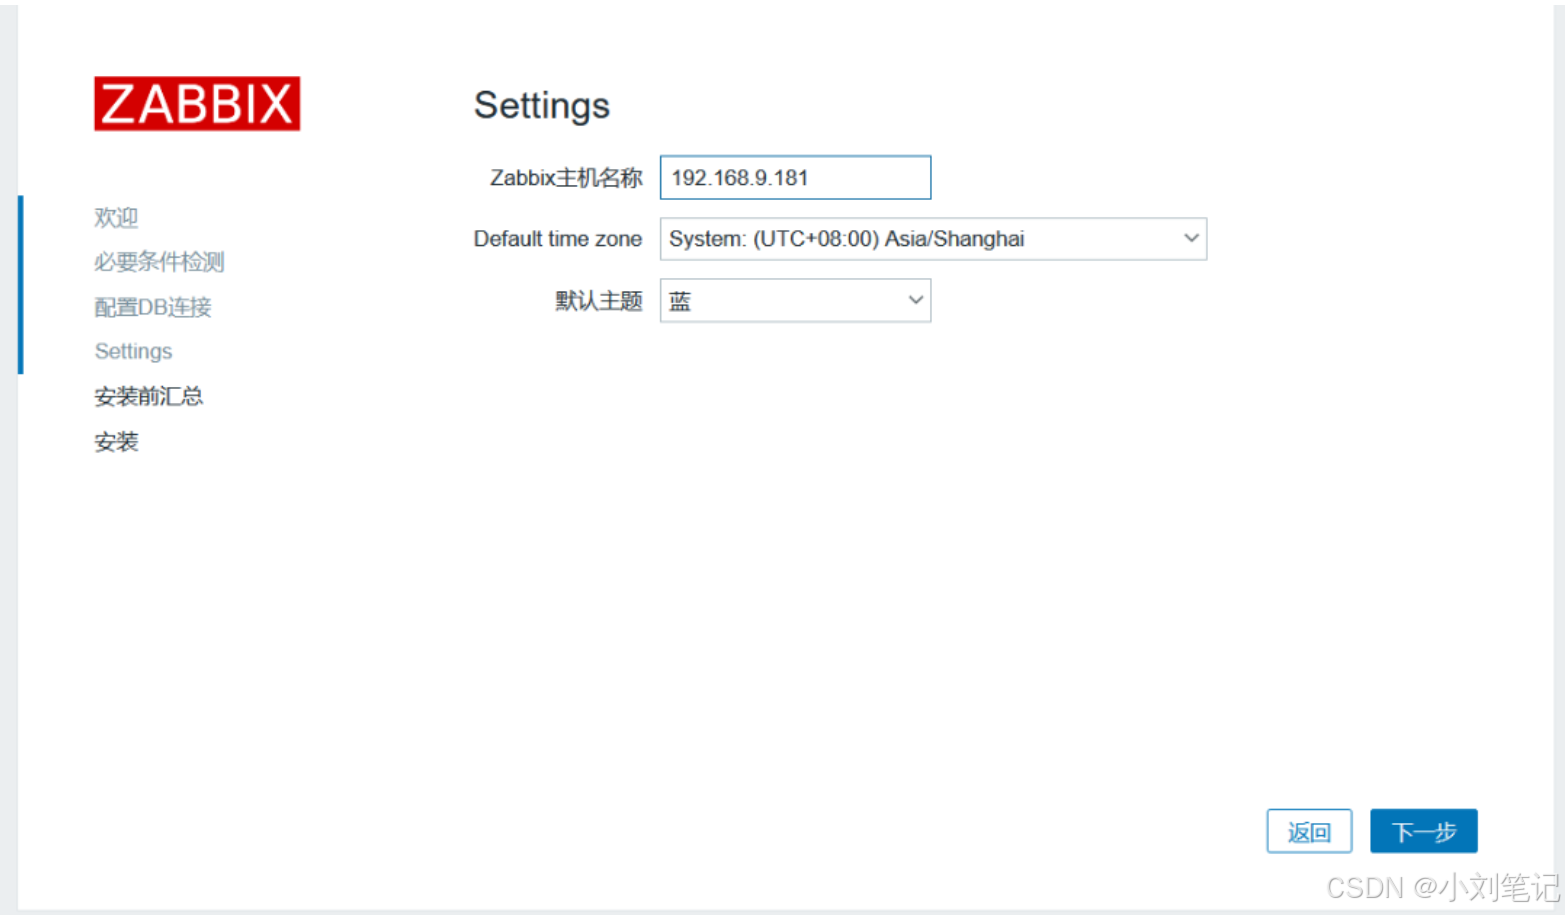 ZABBIX
Settings
Zabbix主机名称 192.168.9.181
Default time zone System: (UTC+08:00) Asia/Shanghai
默认主题 蓝
欢迎
必要条件检测
配置DB连接
Settings
安装前汇总
安装
返回 下一步
CSDN @小刘笔记